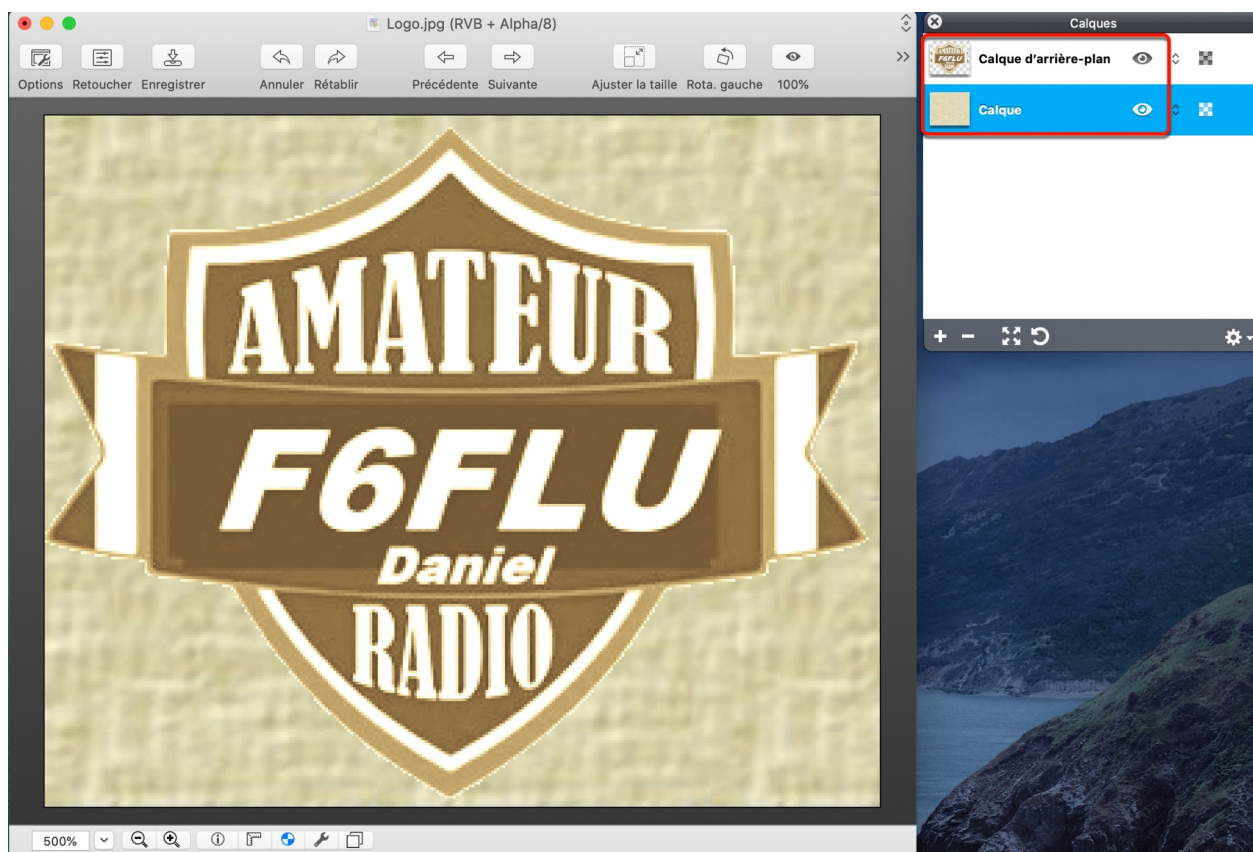 Logo.jpg (RVB + Alpha/8)
Options Retoucher Enregistrer Annuler Rétablir Précédente Suivante Ajuster la taille Rota. gauche 100%
AMATEUR
F6FLU
Daniel
RADIO
500%
Calques
Calque d’arrière-plan
Calque